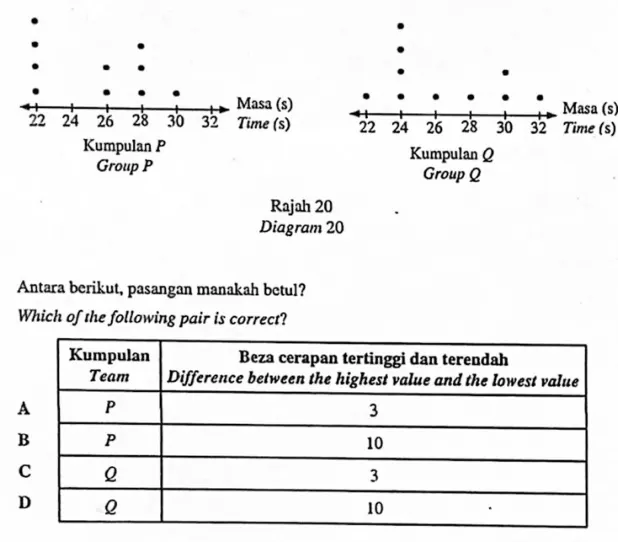 22 24 26 28 30 32 Masa (s)
Time (s)
Kumpulan P
Group P
22 24 26 28 30 32 Masa (s)
Time (s)
Kumpulan Q
Group Q
Rajah 20
Diagram 20
Antara berikut, pasangan manakah betul?
Which of the following pair is correct?
Kumpulan Beza cerapan tertinggi dan terendah
Team Difference between the highest value and the lowest value
A P 3
B P 10
C Q 3
D Q 10